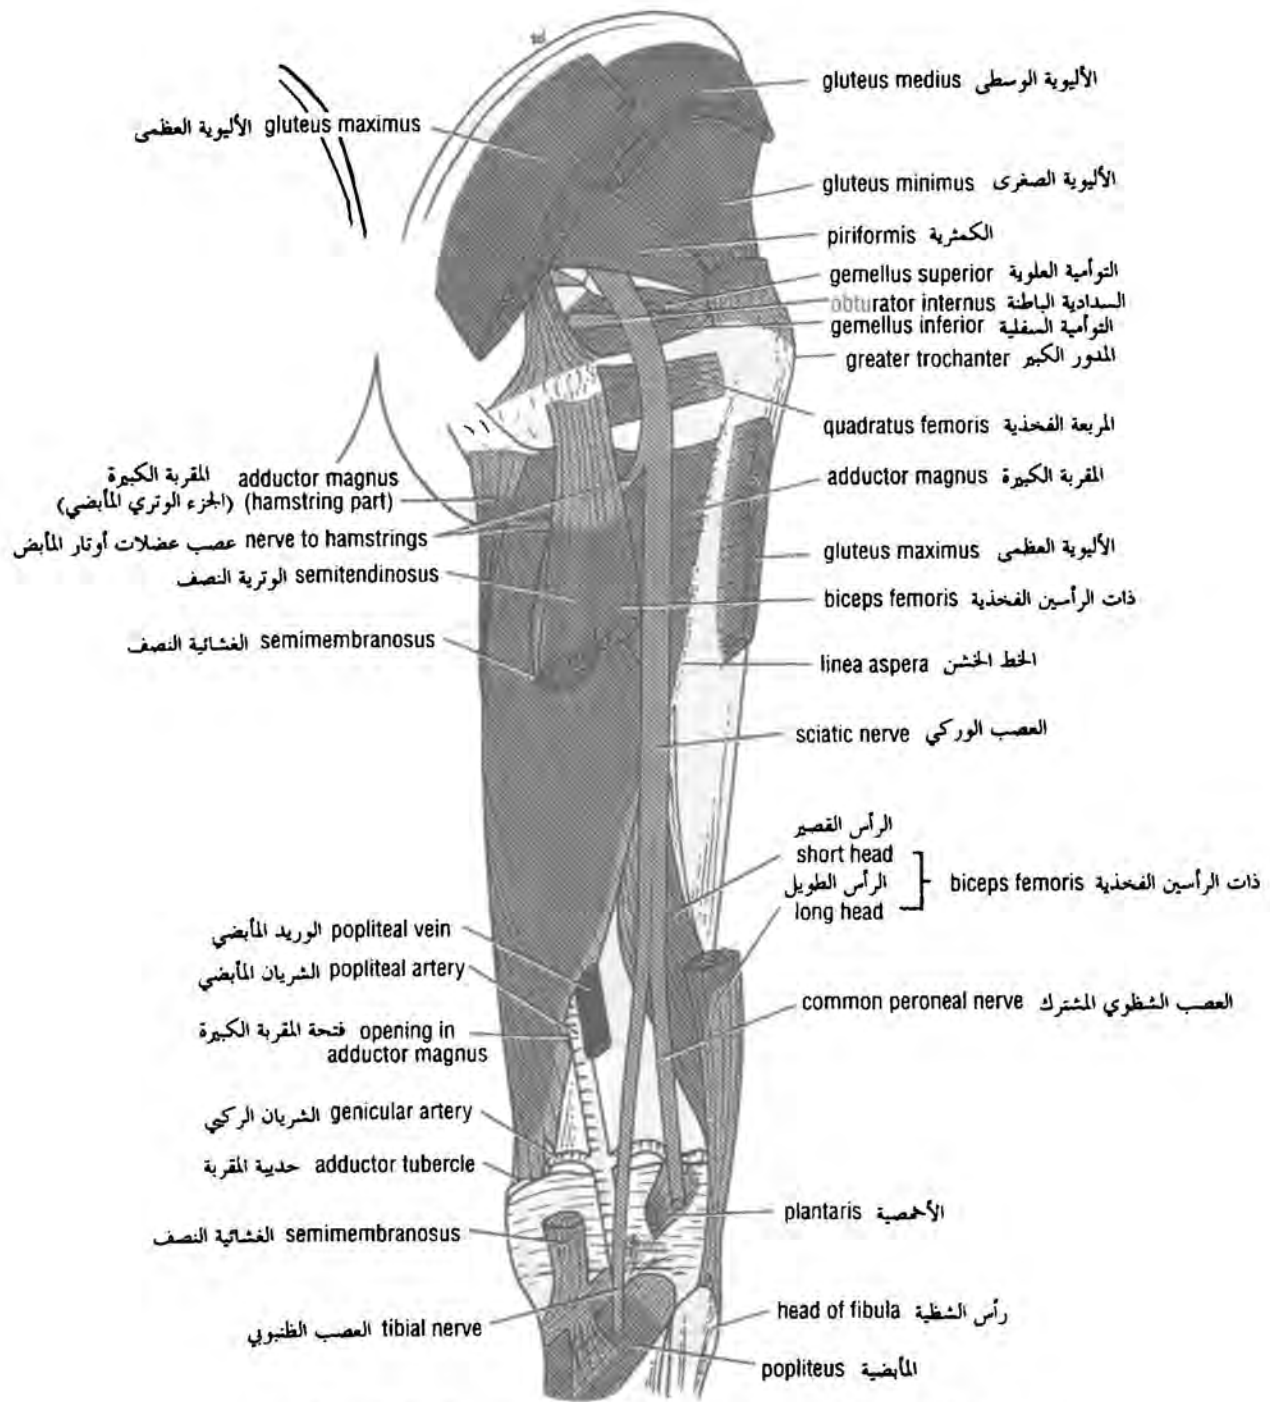 gluteus medius الأليوية الوسطى
الأليوية العظمى gluteus maximus
gluteus minimus الأليوية الصغرى
piriformis الكمثرية
gemellus superior التوأمية العلوية
obturator internus السدادية الباطنة
gemellus inferior التوأمية السفلية
greater trochanter المدور الكبير
quadratus femoris المربعة الفخذية
المقربة الكبيرة adductor magnus
(الجزء الوتري المأبضي) (hamstring part)
adductor magnus المقربة الكبيرة
عصب عضلات أوتار المأبض nerve to hamstrings
gluteus maximus الأليوية العظمى
الوترية النصف semitendinosus
biceps femoris ذات الرأسين الفخذية
الغشائية النصف semimembranosus
linea aspera الخط الخشن
sciatic nerve العصب الوركي
الرأس القصير
short head
الرأس الطويل
long head
biceps femoris ذات الرأسين الفخذية
الوريد المأبضي popliteal vein
الشريان المأبضي popliteal artery
common peroneal nerve العصب الشظوي المشترك
فتحة المقربة الكبيرة opening in
adductor magnus
الشريان الركبي genicular artery
حديبة المقربة adductor tubercle
plantaris الأخمصية
الغشائية النصف semimembranosus
head of fibula رأس الشظية
العصب الظنبوبي tibial nerve
popliteus المأبضية